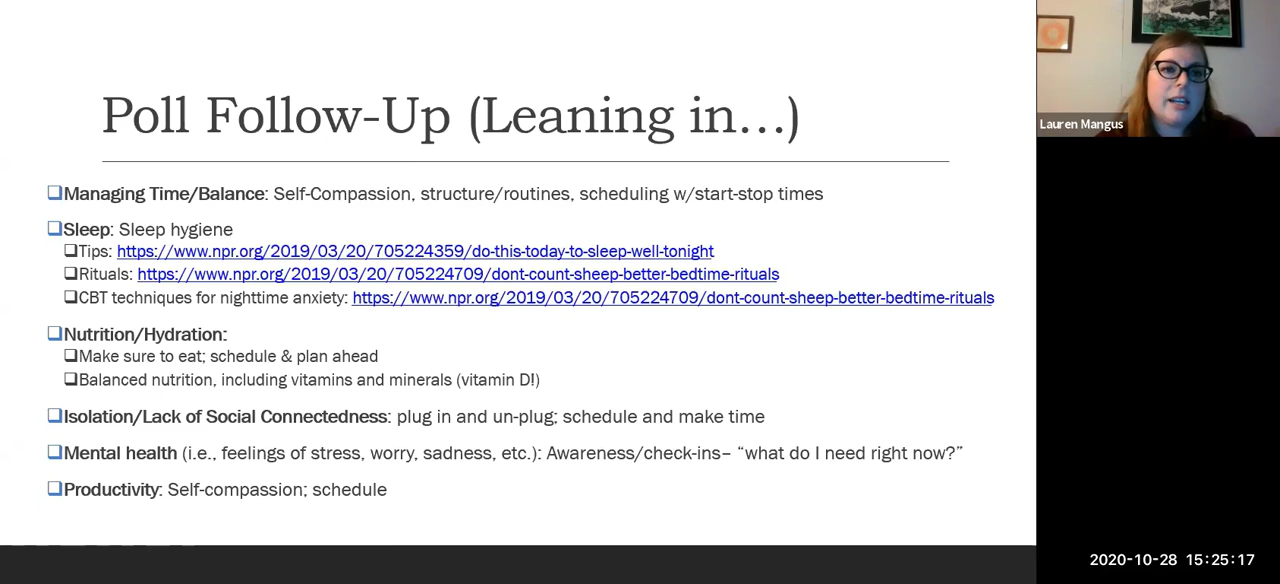 Poll Follow-Up (Leaning in…)
Managing Time/Balance: Self-Compassion, structure/routines, scheduling w/start-stop times
Sleep: Sleep hygiene
Tips: https://www.npr.org/2019/03/20/705224359/do-this-today-to-sleep-well-tonight
Rituals: https://www.npr.org/2019/03/20/705224709/dont-count-sheep-better-bedtime-rituals
CBT techniques for nighttime anxiety: https://www.npr.org/2019/03/20/705224709/dont-count-sheep-better-bedtime-rituals
Nutrition/Hydration:
Make sure to eat; schedule & plan ahead
Balanced nutrition, including vitamins and minerals (vitamin D!)
Isolation/Lack of Social Connectedness: plug in and un-plug; schedule and make time
Mental health (i.e., feelings of stress, worry, sadness, etc.): Awareness/check-ins– “what do I need right now?”
Productivity: Self-compassion; schedule
Lauren Mangus
2020-10-28 15:25:17